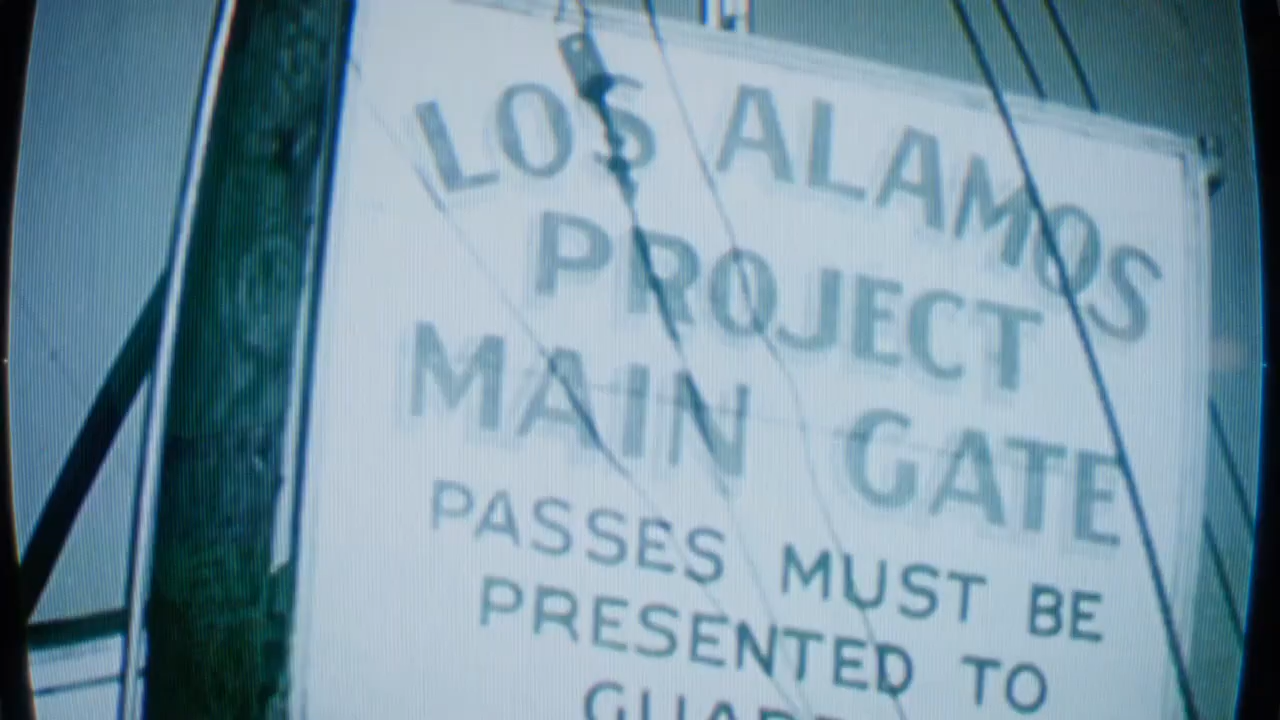 LOS ALAMOS
PROJECT
MAIN GATE
PASSES MUST BE
PRESENTED TO